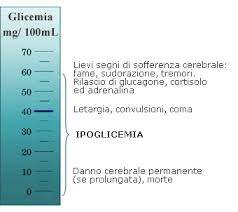 Glicemia
mg/ 100mL
70
60
50
40
30
20
10
0
Lievi segni di sofferenza cerebrale:
fame, sudorazione, tremori.
Rilascio di glucagone, cortisolo
ed adrenalina
Letargia, convulsioni, coma
IPOGLICEMIA
Danno cerebrale permanente
(se prolungata), morte